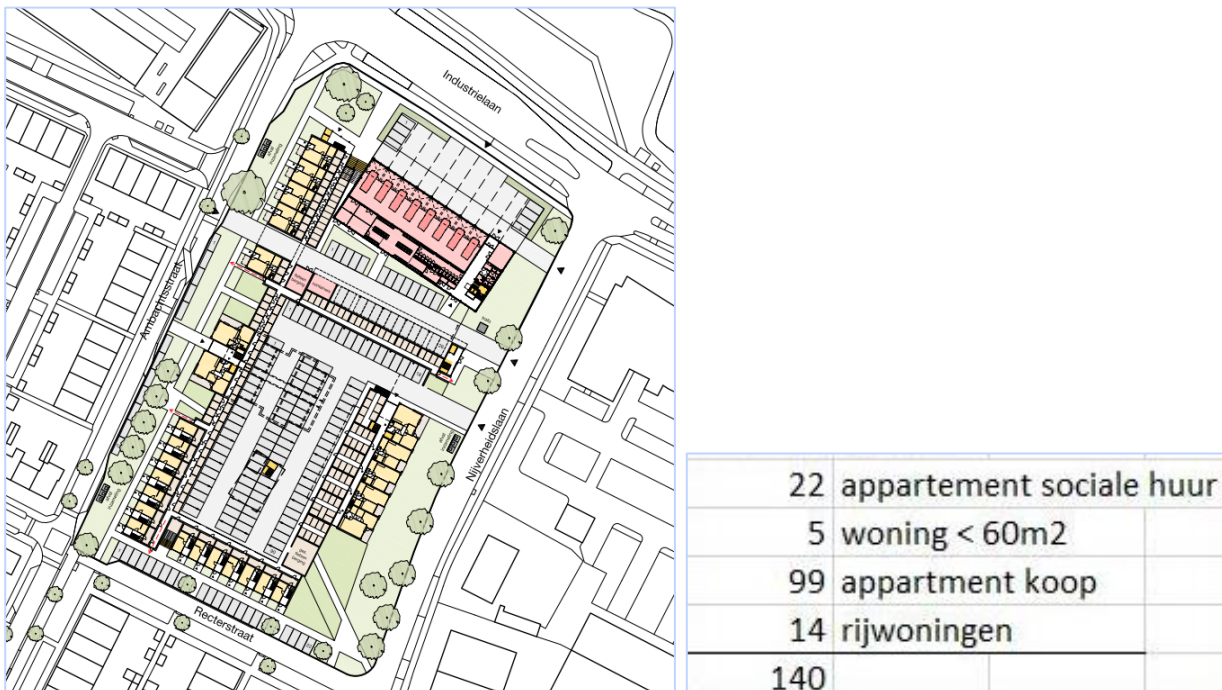 Industrielaan
Ambachtsstraat
Nijverheidslaan
Recterstraat
22 appartement sociale huur
5 woning < 60m2
99 appartment koop
14 rijwoningen
140